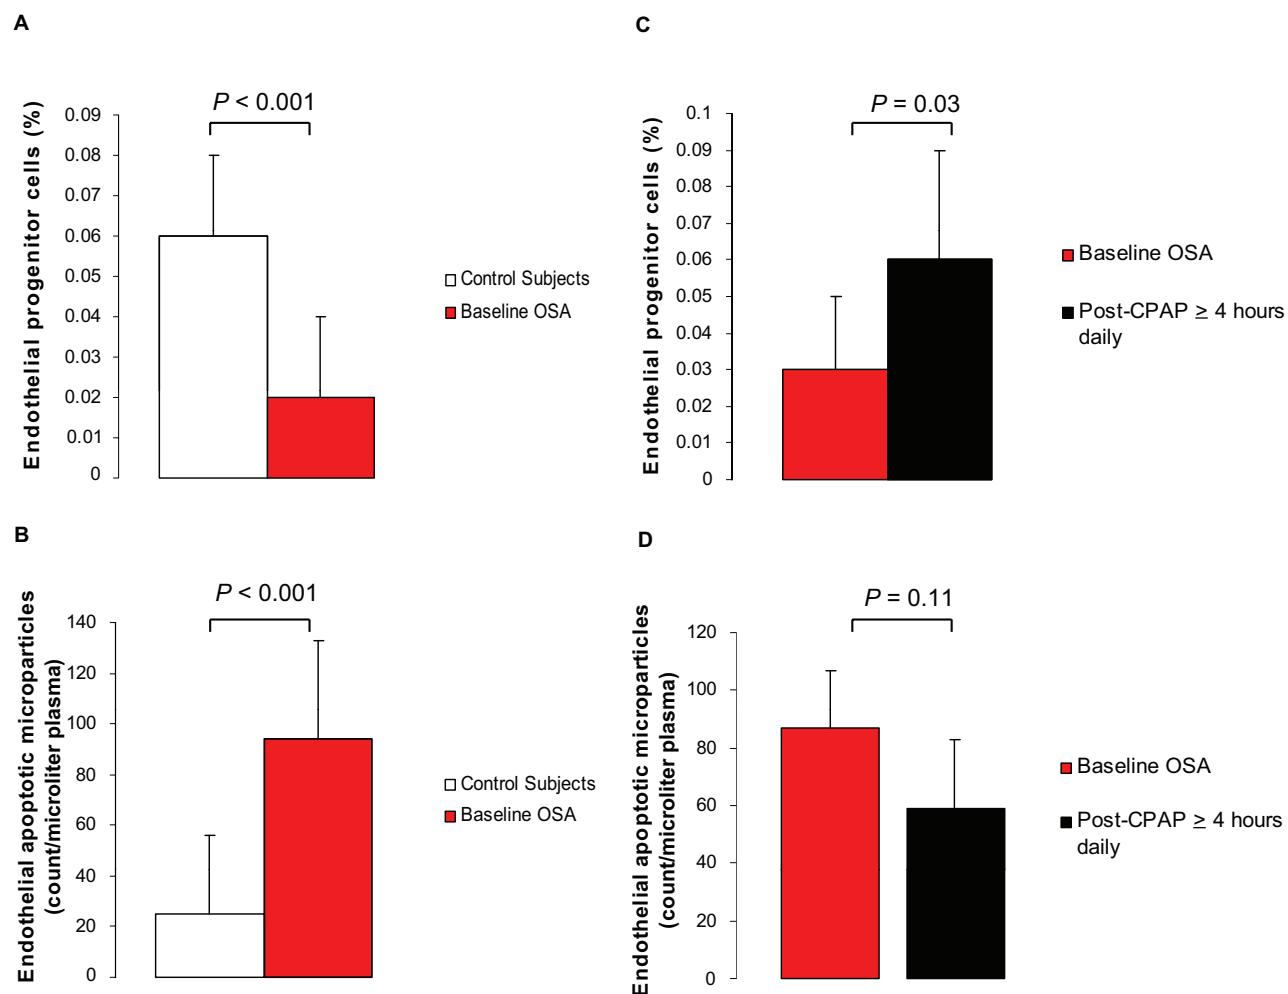 A
Endothelial progenitor cells (%)
P < 0.001
0.09
0.08
0.07
0.06
0.05
0.04
0.03
0.02
0.01
0
Control Subjects
Baseline OSA
C
Endothelial progenitor cells (%)
P = 0.03
0.1
0.09
0.08
0.07
0.06
0.05
0.04
0.03
0.02
0.01
0
Baseline OSA
Post-CPAP ≥ 4 hours
daily
B
Endothelial apoptotic microparticles
(count/microliter plasma)
P < 0.001
140
120
100
80
60
40
20
0
Control Subjects
Baseline OSA
D
Endothelial apoptotic microparticles
(count/microliter plasma)
P = 0.11
120
100
80
60
40
20
0
Baseline OSA
Post-CPAP ≥ 4 hours
daily